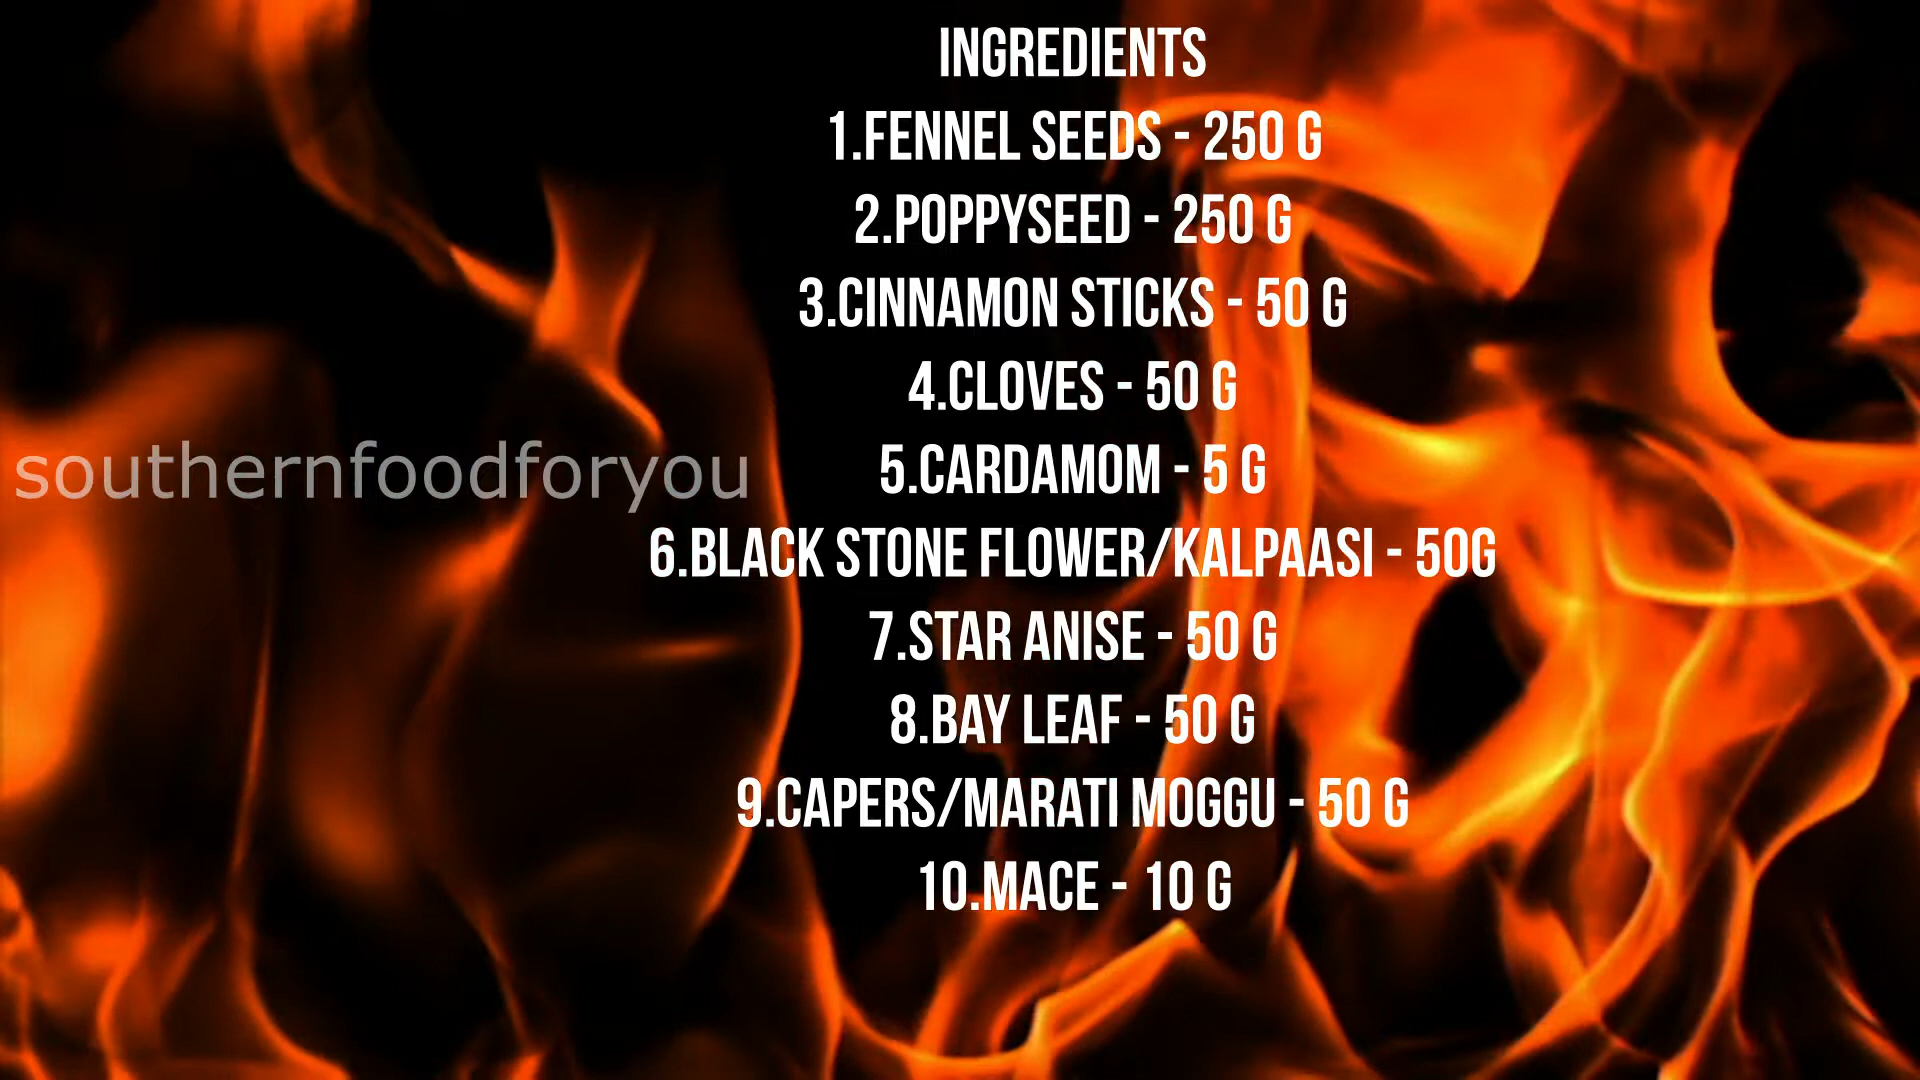 INGREDIENTS
1.FENNEL SEEDS - 250 G
2.POPPYSEED - 250 G
3.CINNAMON STICKS - 50 G
4.CLOVES - 50 G
southernfoodforyou
5.CARDAMOM - 5 G
6.BLACK STONE FLOWER/KALPAASI - 50G
7.STAR ANISE - 50 G
8.BAY LEAF - 50 G
9.CAPERS/MARATI MOGGU - 50 G
10.MACE - 10 G